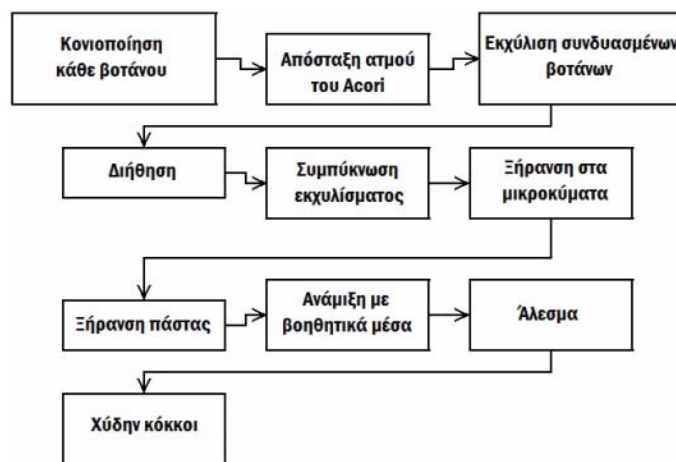 Κονιοποίηση
κάθε βοτάνου
Απόσταξη ατμού
του Acori
Εκχύλιση συνδυασμένων
βοτάνων
Διήθηση
Συμπύκνωση
εκχυλίσματος
Ξήρανση στα
μικροκύματα
Ξήρανση πάστας
Ανάμιξη με
βοηθητικά μέσα
Άλεσμα
Χύδην κόκκοι